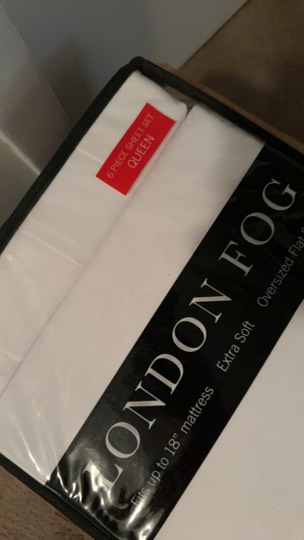 6 PIECE SHEET SET
QUEEN
LONDON FOG
Fits up to 18" mattress Extra Soft Oversized Flat